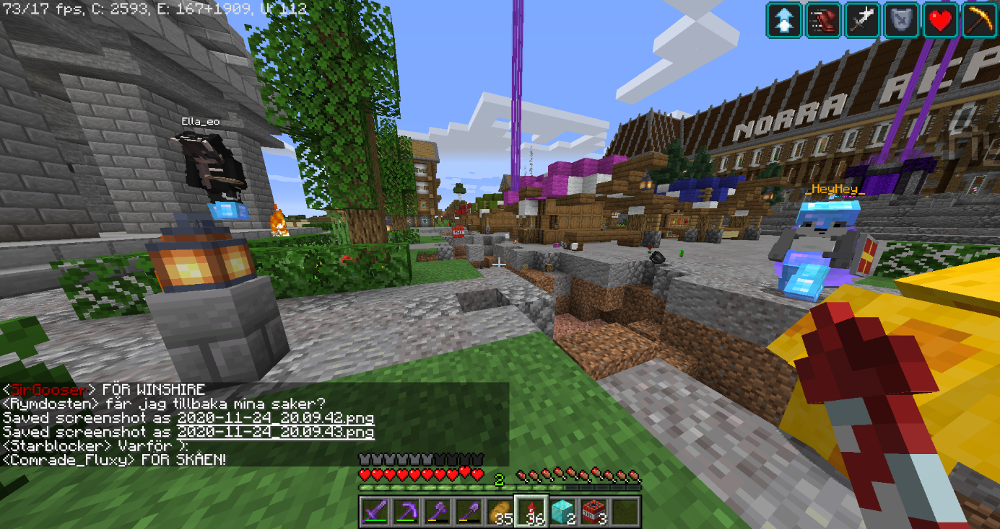 73/17 fps, C: 2593, E: 167+1909, U: 112
NORRA ACP
Ella_eo
_HeyHey_
<SirGooser> FÖR WINSHIRE
<Rymdosten> får jag tillbaka mina saker?
Saved screenshot as 2020-11-24_20.09.42.png
Saved screenshot as 2020-11-24_20.09.43.png
<Starblocker> Varför ):
<Comrade_Fluxy> FÖR SKÅEN!
2
35 36 2 3